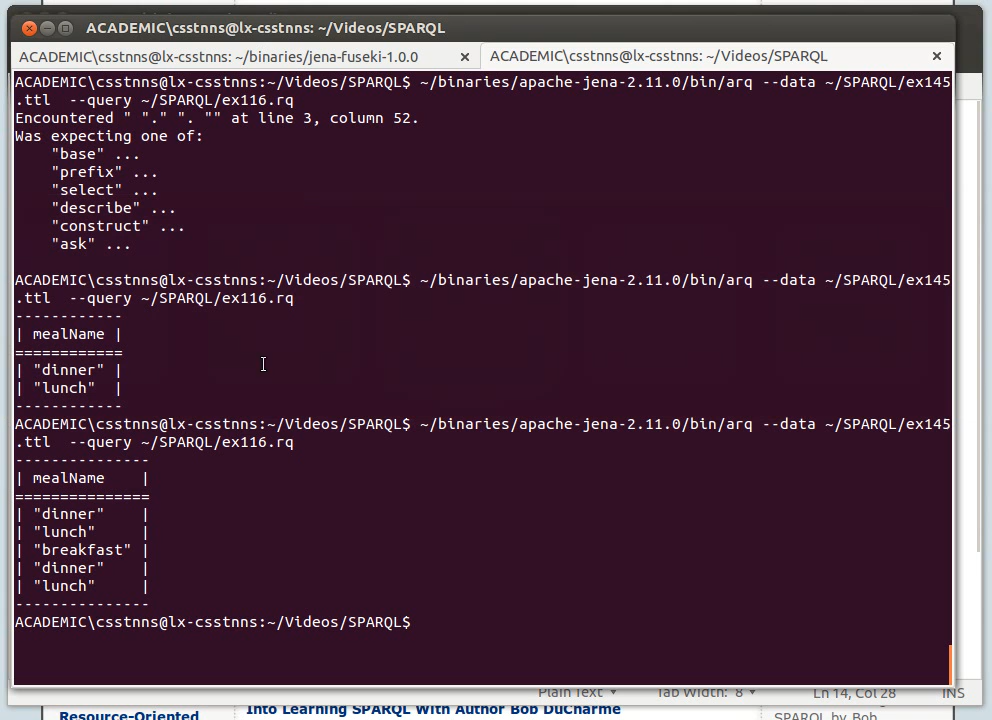 ACADEMIC\csstnns@lx-csstnns: ~/Videos/SPARQL
ACADEMIC\csstnns@lx-csstnns: ~/binaries/jena-fuseki-1.0.0
ACADEMIC\csstnns@lx-csstnns: ~/Videos/SPARQL
ACADEMIC\csstnns@lx-csstnns:~/Videos/SPARQL$ ~/binaries/apache-jena-2.11.0/bin/arq --data ~/SPARQL/ex145
.ttl  --query ~/SPARQL/ex116.rq
Encountered " "." ". "" at line 3, column 52.
Was expecting one of:
    "base" ...
    "prefix" ...
    "select" ...
    "describe" ...
    "construct" ...
    "ask" ...
ACADEMIC\csstnns@lx-csstnns:~/Videos/SPARQL$ ~/binaries/apache-jena-2.11.0/bin/arq --data ~/SPARQL/ex145
.ttl  --query ~/SPARQL/ex116.rq
------------
| mealName |
============
| "dinner" |
| "lunch"  |
------------
ACADEMIC\csstnns@lx-csstnns:~/Videos/SPARQL$ ~/binaries/apache-jena-2.11.0/bin/arq --data ~/SPARQL/ex145
.ttl  --query ~/SPARQL/ex116.rq
---------------
| mealName    |
===============
| "dinner"    |
| "lunch"     |
| "breakfast" |
| "dinner"    |
| "lunch"     |
---------------
ACADEMIC\csstnns@lx-csstnns:~/Videos/SPARQL$
Plain Text Tab Width: 8 Ln 14, Col 28 INS
Resource-Oriented
Into Learning SPARQL With Author Bob DuCharme
SPARQL by Bob